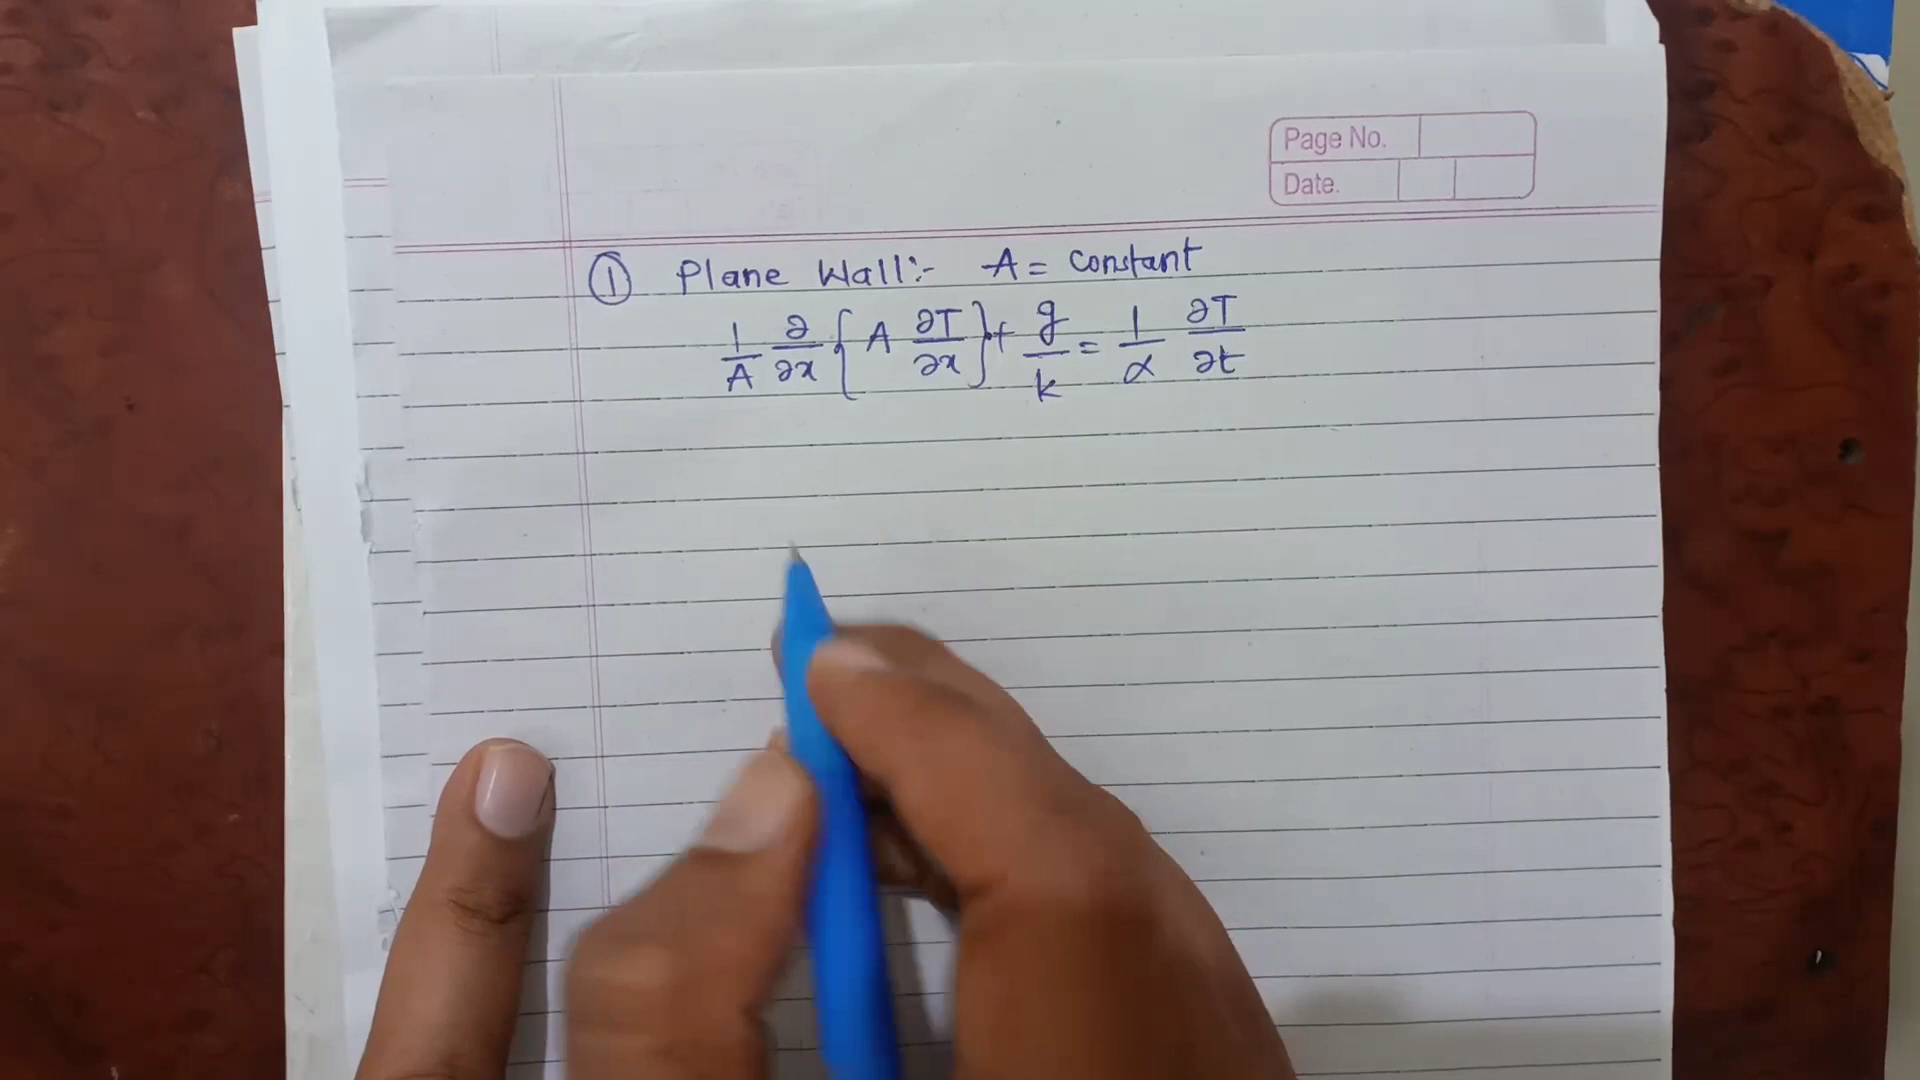 Page No.
Date.
① Plane Wall:- A = constant
1/A ∂/∂x {A ∂T/∂x} + g/k = 1/α ∂T/∂t